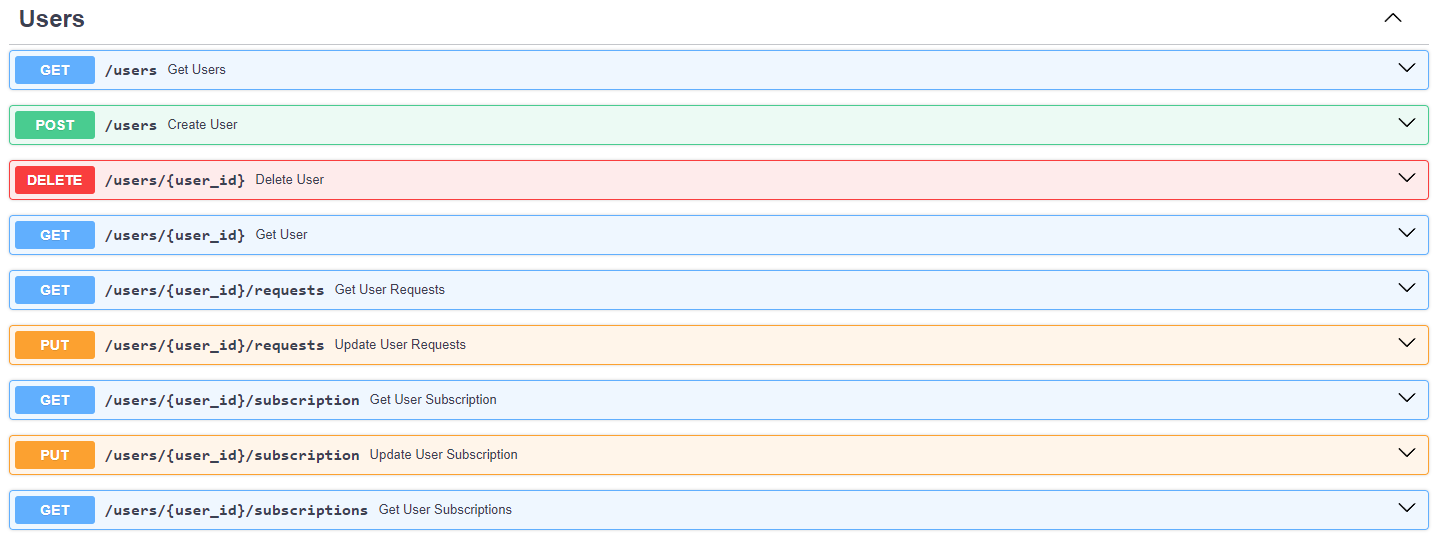 Users
GET /users Get Users
POST /users Create User
DELETE /users/{user_id} Delete User
GET /users/{user_id} Get User
GET /users/{user_id}/requests Get User Requests
PUT /users/{user_id}/requests Update User Requests
GET /users/{user_id}/subscription Get User Subscription
PUT /users/{user_id}/subscription Update User Subscription
GET /users/{user_id}/subscriptions Get User Subscriptions